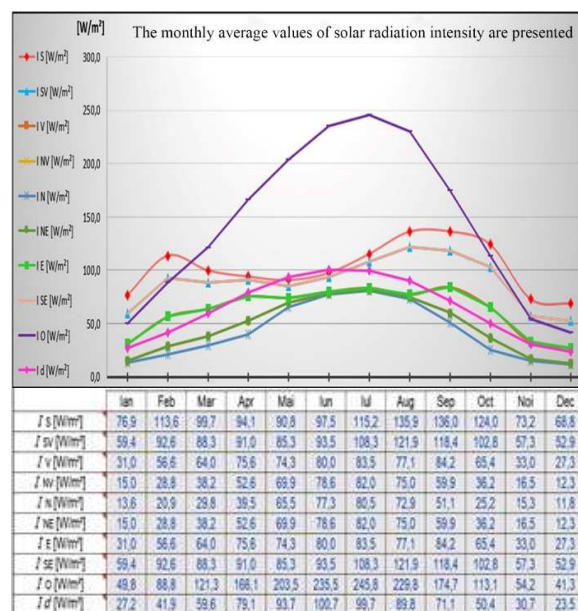 [W/m²] The monthly average values of solar radiation intensity are presented
300,0
250,0
200,0
150,0
100,0
50,0
0,0
I S [W/m²]
I SV [W/m²]
I V [W/m²]
I NV [W/m²]
I N [W/m²]
I NE [W/m²]
I E [W/m²]
I SE [W/m²]
I O [W/m²]
I d [W/m²]
Ian Feb Mar Apr Mai Iun Iul Aug Sep Oct Noi Dec
I S [W/m²] 76,9 113,6 99,7 94,1 90,8 97,5 115,2 135,9 136,0 124,0 73,2 68,8
I SV [W/m²] 59,4 92,6 88,3 91,0 85,3 93,5 108,3 121,9 118,4 102,8 57,3 52,9
I V [W/m²] 31,0 56,6 64,0 75,6 74,3 80,0 83,5 77,1 84,2 65,4 33,0 27,3
I NV [W/m²] 15,0 28,8 38,2 52,6 69,9 78,6 82,0 75,0 59,9 36,2 16,5 12,3
I N [W/m²] 13,6 20,9 29,8 39,5 65,5 77,3 80,5 72,9 51,1 25,2 15,3 11,8
I NE [W/m²] 15,0 28,8 38,2 52,6 69,9 78,6 82,0 75,0 59,9 36,2 16,5 12,3
I E [W/m²] 31,0 56,6 64,0 75,6 74,3 80,0 83,5 77,1 84,2 65,4 33,0 27,3
I SE [W/m²] 59,4 92,6 88,3 91,0 85,3 93,5 108,3 121,9 118,4 102,8 57,3 52,9
I O [W/m²] 49,8 88,8 121,3 166,1 203,5 235,5 245,8 229,8 174,7 113,1 54,2 41,3
I d [W/m²] 27,2 41,9 59,6 79,1 93,7 100,7 99,7 89,8 71,4 50,4 30,7 23,5